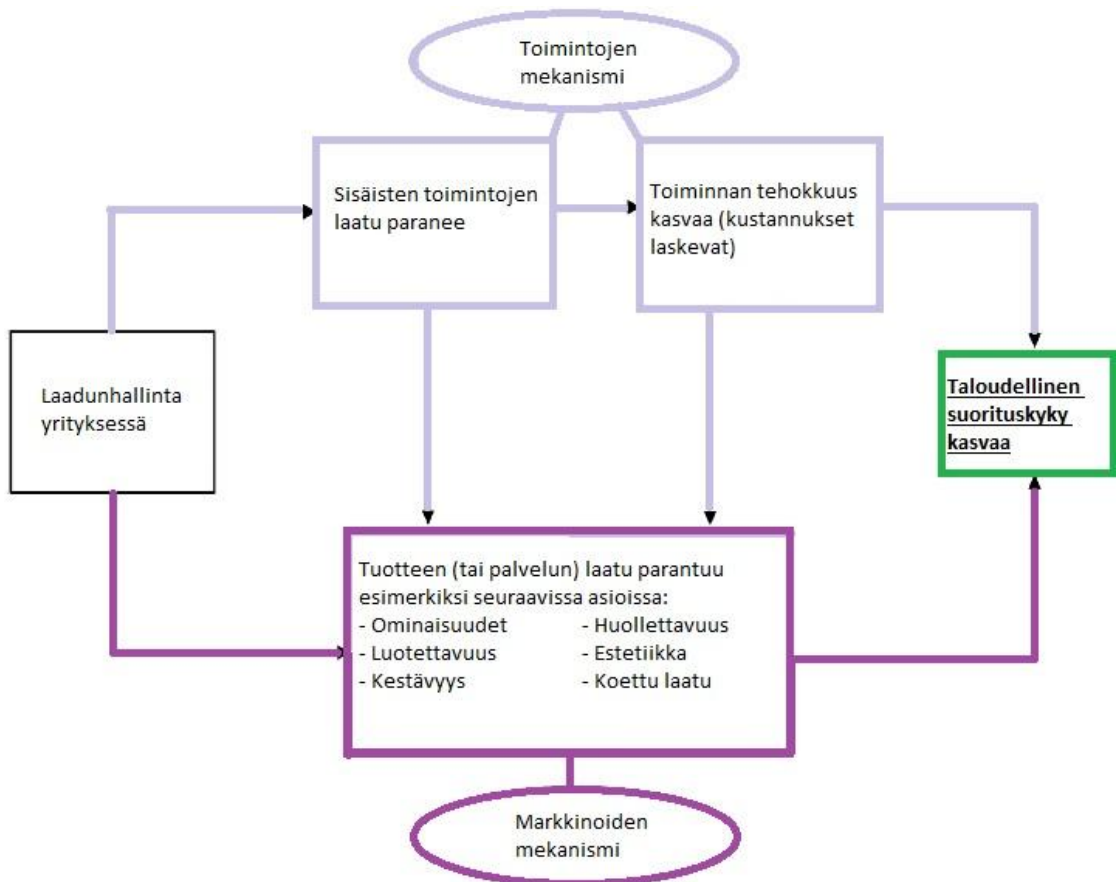 Toimintojen
mekanismi
Sisäisten toimintojen
laatu paranee
Toiminnan tehokkuus
kasvaa (kustannukset
laskevat)
Laadunhallinta
yrityksessä
Taloudellinen
suorituskyky
kasvaa
Tuotteen (tai palvelun) laatu parantuu
esimerkiksi seuraavissa asioissa:
- Ominaisuudet
- Luotettavuus
- Kestävyys
- Huollettavuus
- Estetiikka
- Koettu laatu
Markkinoiden
mekanismi